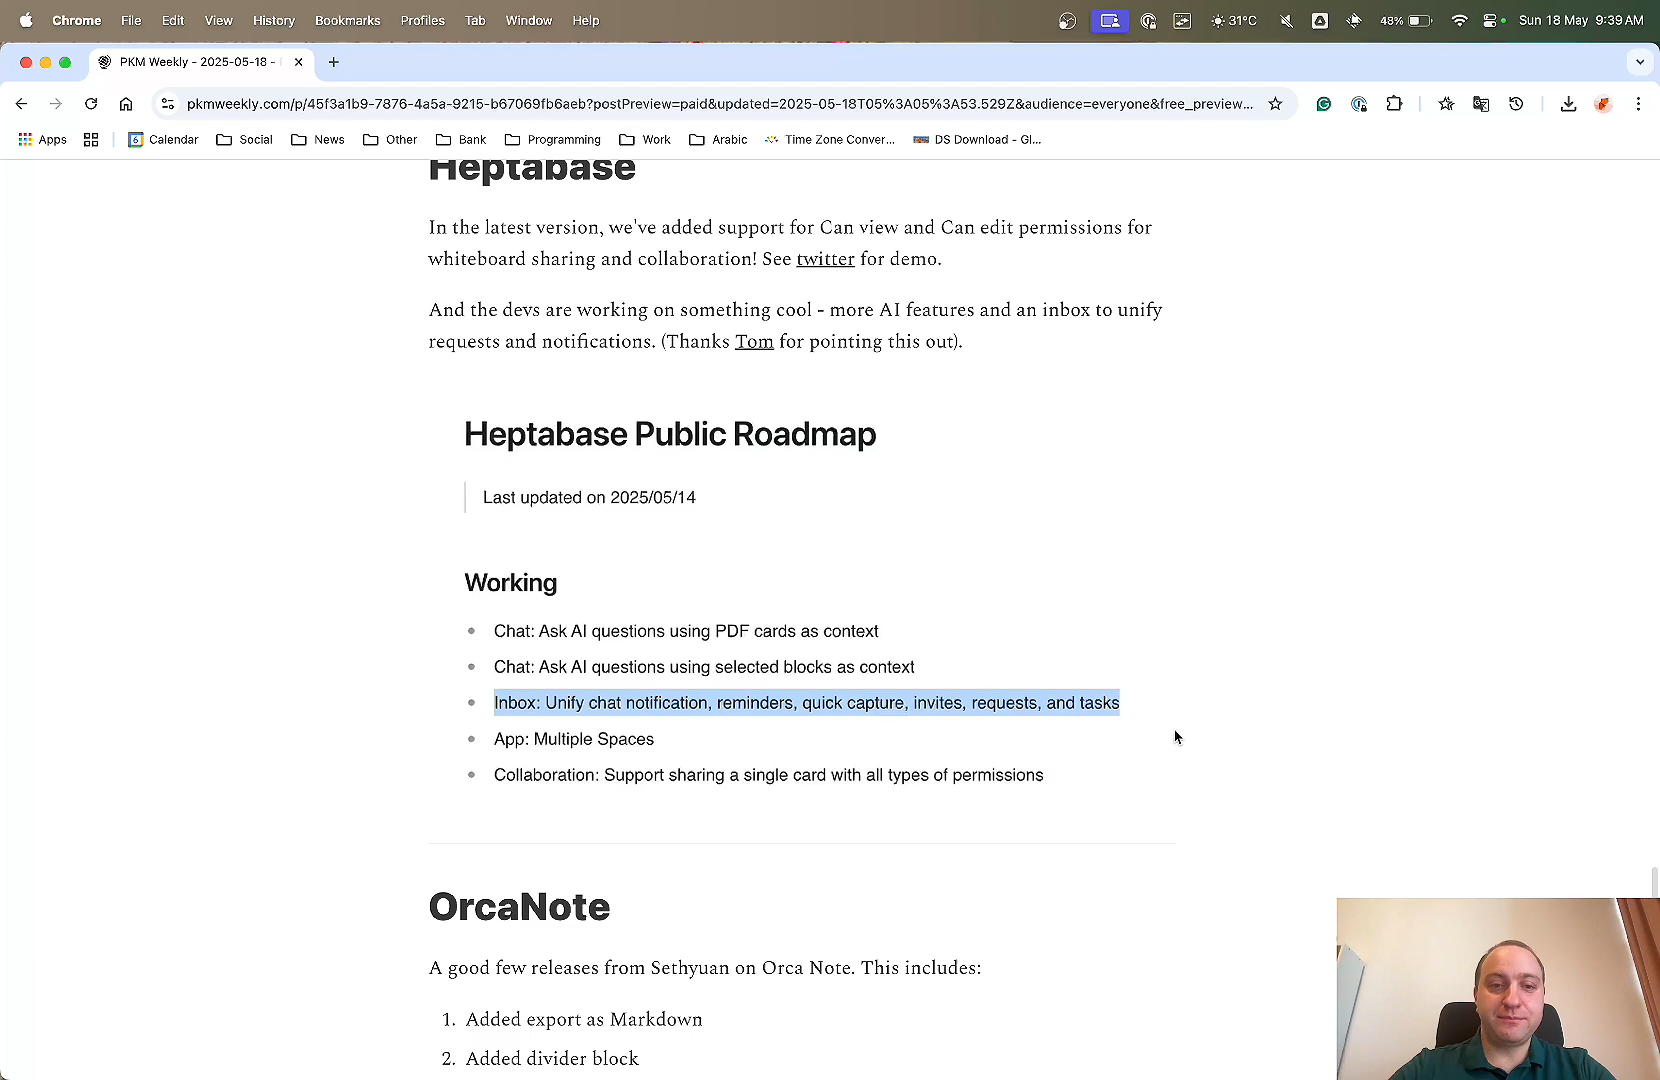 Chrome File Edit View History Bookmarks Profiles Tab Window Help 31°C 48% Sun 18 May 9:39 AM
PKM Weekly - 2025-05-18 -
pkmweekly.com/p/45f3a1b9-7876-4a5a-9215-b67069fb6aeb?postPreview=paid&updated=2025-05-18T05%3A05%3A53.529Z&audience=everyone&free_preview...
Apps Calendar Social News Other Bank Programming Work Arabic Time Zone Conver... DS Download - Gl...
Heptabase
In the latest version, we've added support for Can view and Can edit permissions for
whiteboard sharing and collaboration! See twitter for demo.
And the devs are working on something cool - more AI features and an inbox to unify
requests and notifications. (Thanks Tom for pointing this out).
Heptabase Public Roadmap
Last updated on 2025/05/14
Working
• Chat: Ask AI questions using PDF cards as context
• Chat: Ask AI questions using selected blocks as context
• Inbox: Unify chat notification, reminders, quick capture, invites, requests, and tasks
• App: Multiple Spaces
• Collaboration: Support sharing a single card with all types of permissions
OrcaNote
A good few releases from Sethyuan on Orca Note. This includes:
1. Added export as Markdown
2. Added divider block